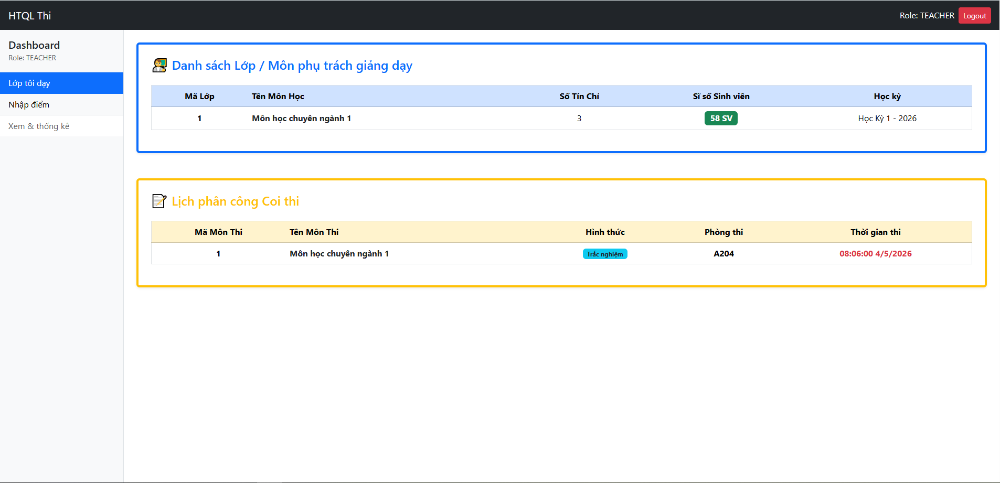 HTQL Thi
Role: TEACHER Logout
Dashboard
Role: TEACHER
Lớp tôi dạy
Nhập điểm
Xem & thống kê
Danh sách Lớp / Môn phụ trách giảng dạy
Mã Lớp Tên Môn Học Số Tín Chỉ Sĩ số Sinh viên Học kỳ
1 Môn học chuyên ngành 1 3 58 SV Học Kỳ 1 - 2026
Lịch phân công Coi thi
Mã Môn Thi Tên Môn Thi Hình thức Phòng thi Thời gian thi
1 Môn học chuyên ngành 1 Trắc nghiệm A204 08:06:00 4/5/2026